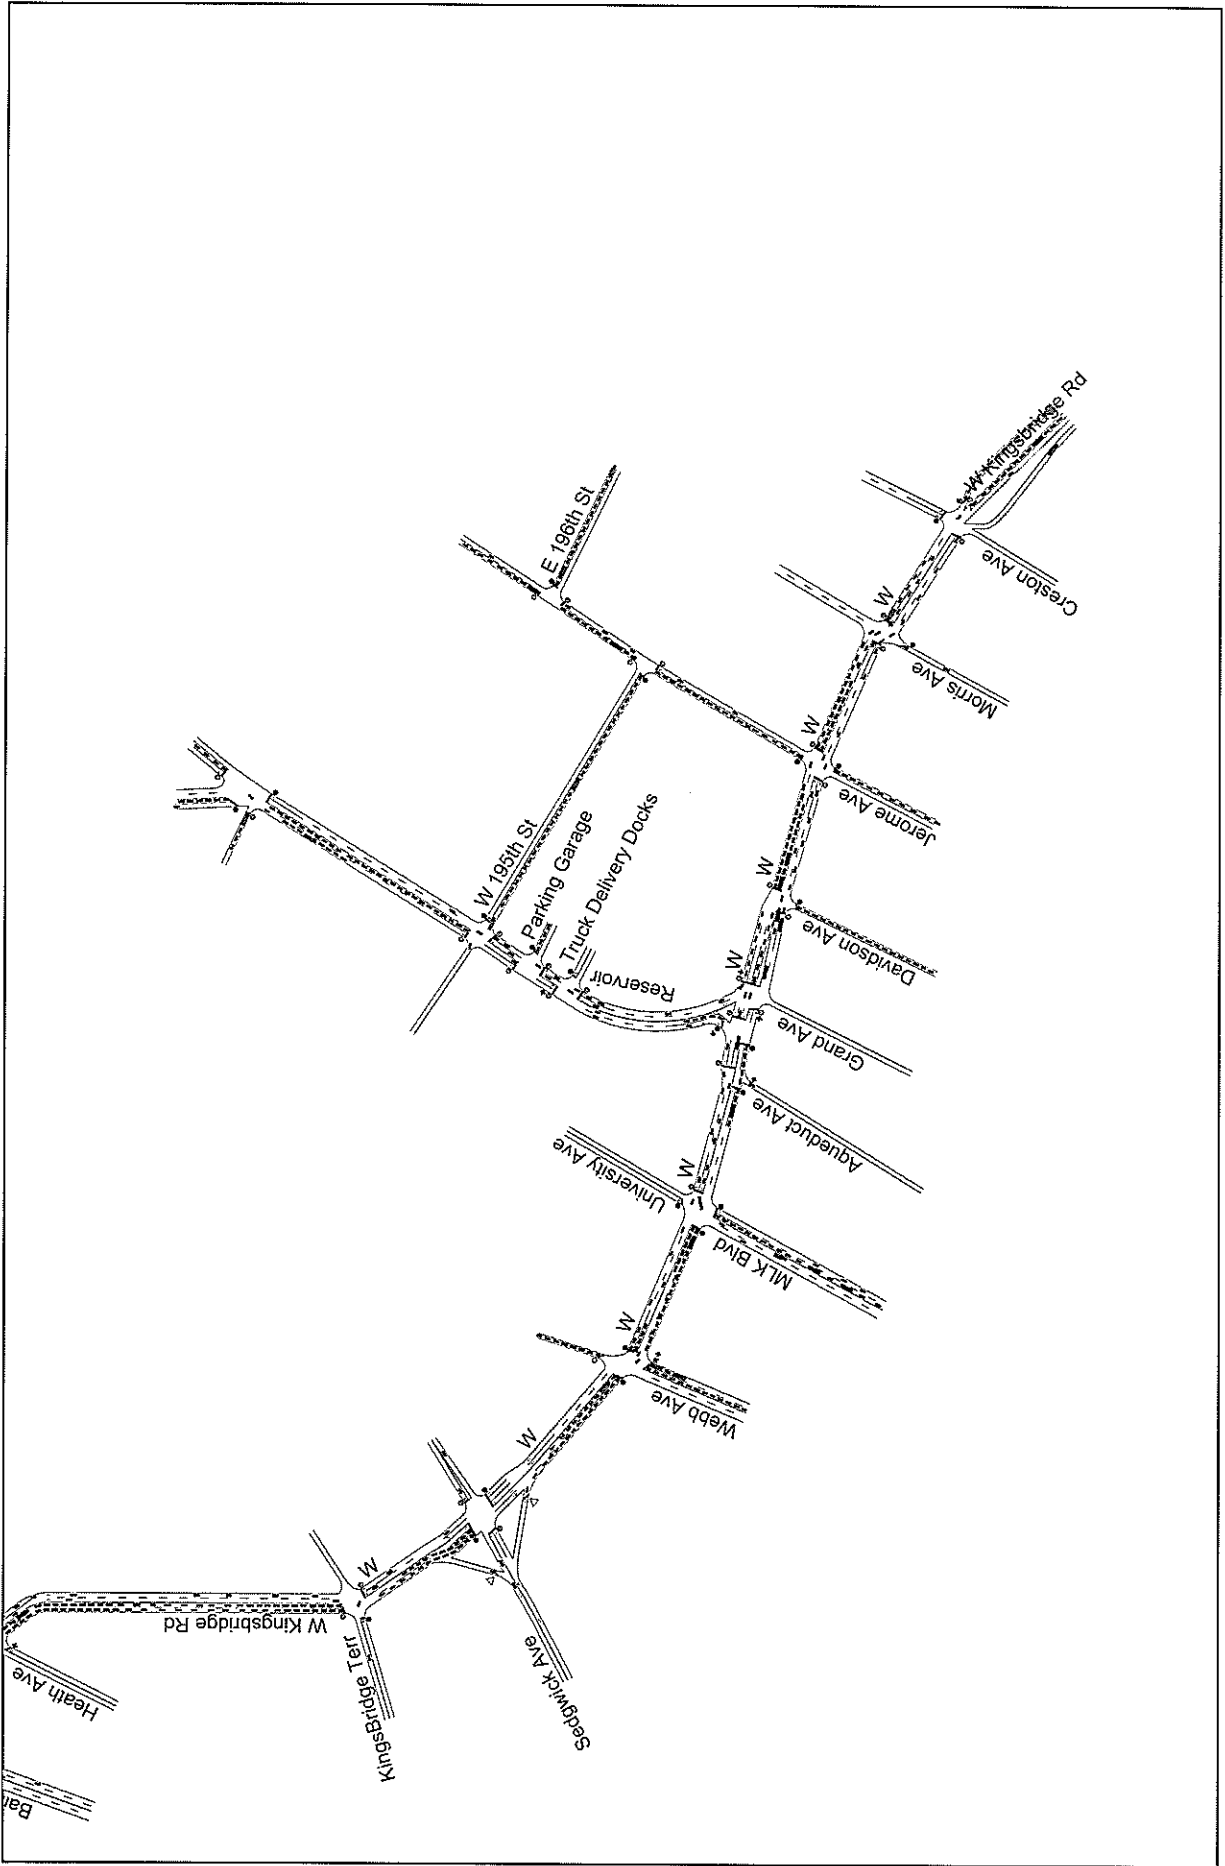 W Kingsbridge Rd
E 196th St
Creston Ave
W
Morris Ave
W
W 195th St
Parking Garage
Truck Delivery Docks
Jerome Ave
W
Davidson Ave
W
Reservoir
Grand Ave
Aqueduct Ave
University Ave
W
MLK Blvd
W
Webb Ave
W
W
W Kingsbridge Rd
KingsBridge Terr
Sedgwick Ave
Heath Ave
Bai